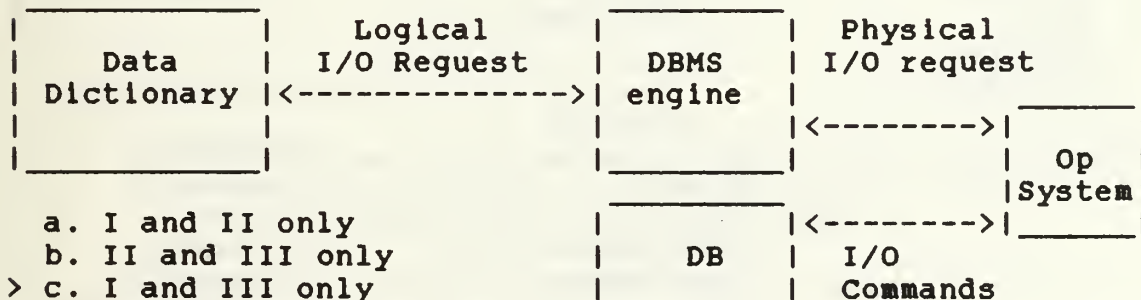 Logical Physical
Data I/O Reguest DBMS I/O request
Dictionary <---------------> engine
<--------->
Op
System
a. I and II only <--------->
b. II and III only DB I/O
> c. I and III only Commands